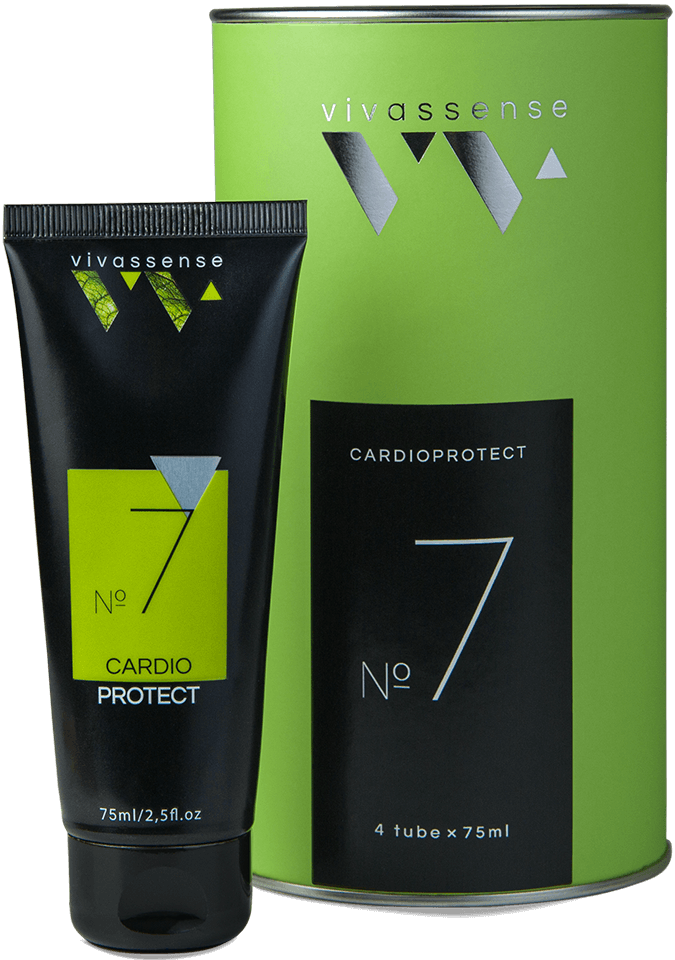 vivassense
CARDIOPROTECT
Nº 7
4 tube x 75ml
vivassense
Nº 7
CARDIO
PROTECT
75ml/2,5fl.oz